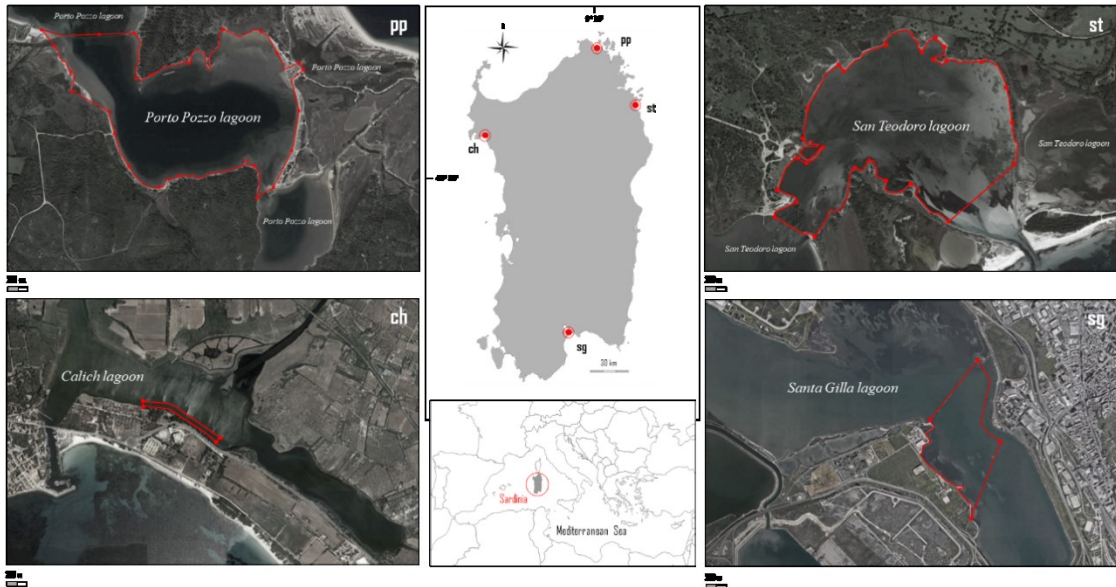 Porto Pozzo lagoon
pp
Porto Pozzo lagoon
Porto Pozzo lagoon
Porto Pozzo lagoon
ch
Calich lagoon
pp
st
ch
sg
30 km
Sardinia
Mediterranean Sea
st
San Teodoro lagoon
San Teodoro lagoon
San Teodoro lagoon
sg
Santa Gilla lagoon